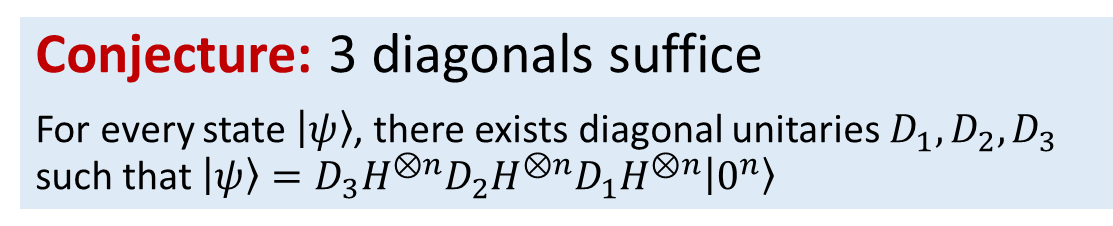 Conjecture: 3 diagonals suffice
For every state |ψ⟩, there exists diagonal unitaries D₁, D₂, D₃
such that |ψ⟩ = D₃H^{⊗n}D₂H^{⊗n}D₁H^{⊗n}|0ⁿ⟩